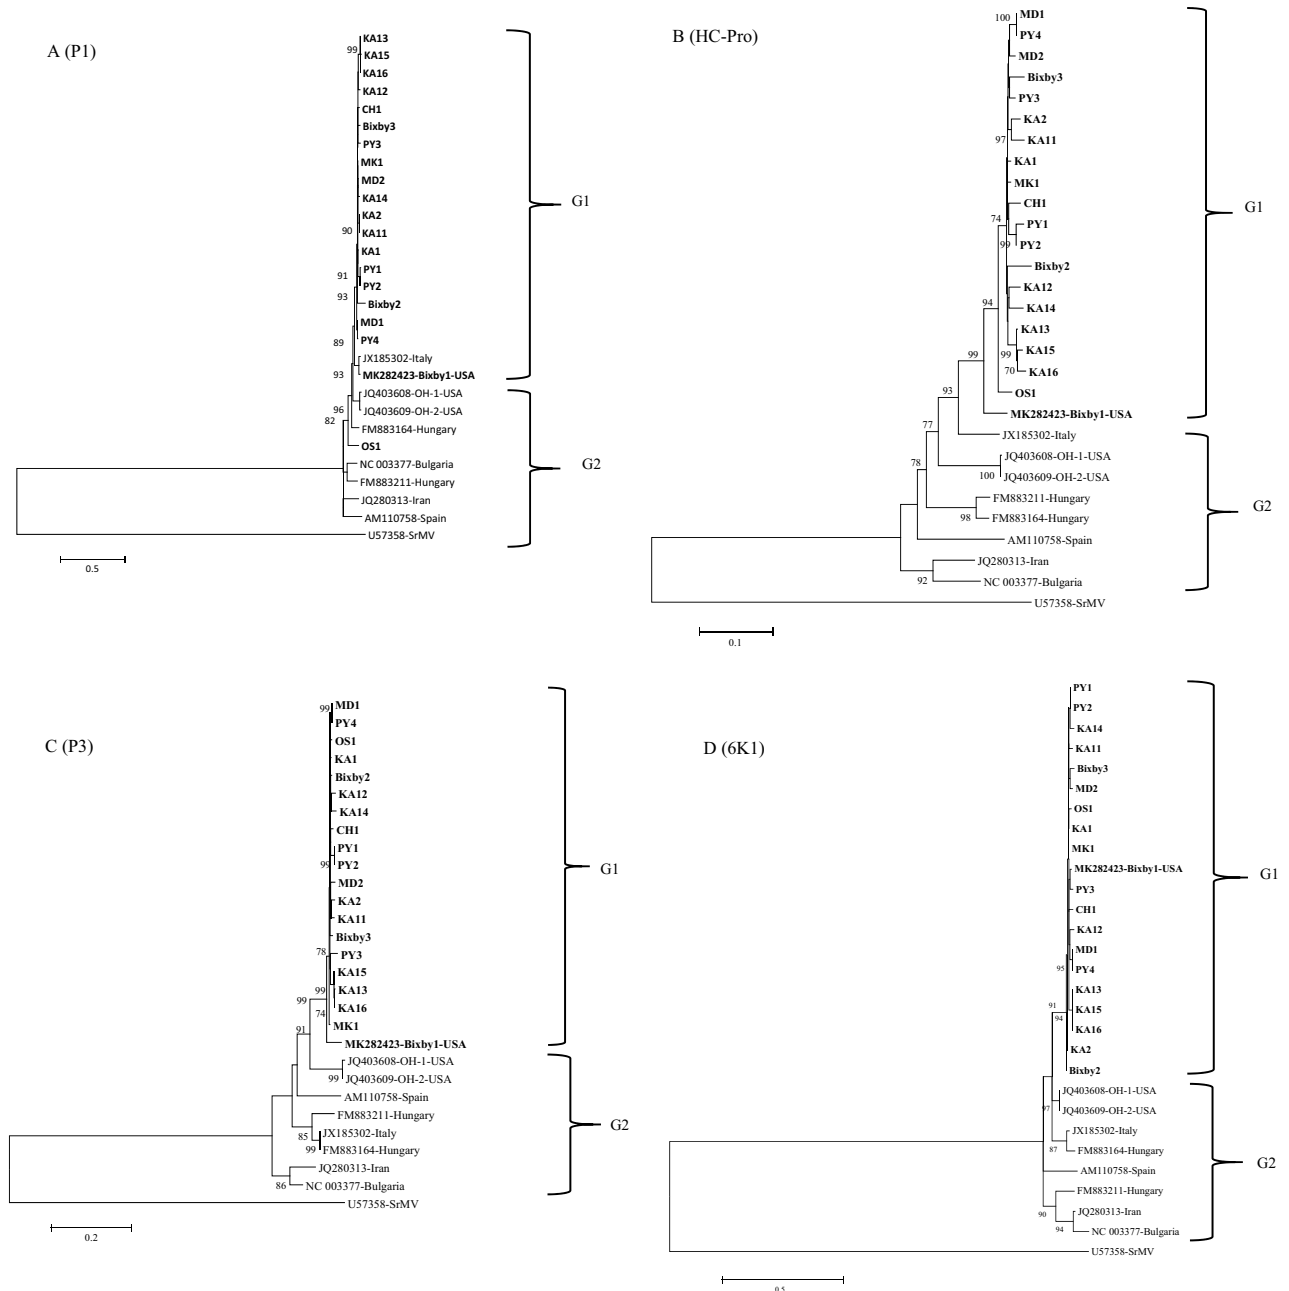 A (P1)
KA13
99
KA15
KA16
KA12
CH1
Bixby3
PY3
MK1
MD2
KA14
KA2
90
KA11
KA1
PY1
91
PY2
93
Bixby2
MD1
89
PY4
JX185302-Italy
93
MK282423-Bixby1-USA
JQ403608-OH-1-USA
96
JQ403609-OH-2-USA
82
FM883164-Hungary
OS1
NC 003377-Bulgaria
FM883211-Hungary
JQ280313-Iran
AM110758-Spain
U57358-SrMV
G1
G2
0.5
B (HC-Pro)
100
MD1
PY4
MD2
Bixby3
PY3
KA2
97
KA11
KA1
MK1
CH1
74
PY1
99
PY2
Bixby2
KA12
94
KA14
KA13
99
KA15
99
70
KA16
93
OS1
MK282423-Bixby1-USA
77
JX185302-Italy
JQ403608-OH-1-USA
78
100
JQ403609-OH-2-USA
FM883211-Hungary
98
FM883164-Hungary
AM110758-Spain
JQ280313-Iran
92
NC 003377-Bulgaria
U57358-SrMV
G1
G2
0.1
C (P3)
99
MD1
PY4
OS1
KA1
Bixby2
KA12
KA14
CH1
PY1
99
PY2
MD2
KA2
KA11
Bixby3
78
PY3
KA15
99
KA13
99
KA16
74
MK1
91
MK282423-Bixby1-USA
JQ403608-OH-1-USA
99
JQ403609-OH-2-USA
AM110758-Spain
FM883211-Hungary
85
JX185302-Italy
99
FM883164-Hungary
JQ280313-Iran
86
NC 003377-Bulgaria
U57358-SrMV
G1
G2
0.2
D (6K1)
PY1
PY2
KA14
KA11
Bixby3
MD2
OS1
KA1
MK1
MK282423-Bixby1-USA
PY3
CH1
KA12
MD1
95
PY4
KA13
91
KA15
94
KA16
KA2
Bixby2
JQ403608-OH-1-USA
97
JQ403609-OH-2-USA
JX185302-Italy
87
FM883164-Hungary
AM110758-Spain
FM883211-Hungary
90
JQ280313-Iran
94
NC 003377-Bulgaria
U57358-SrMV
G1
G2
0.5